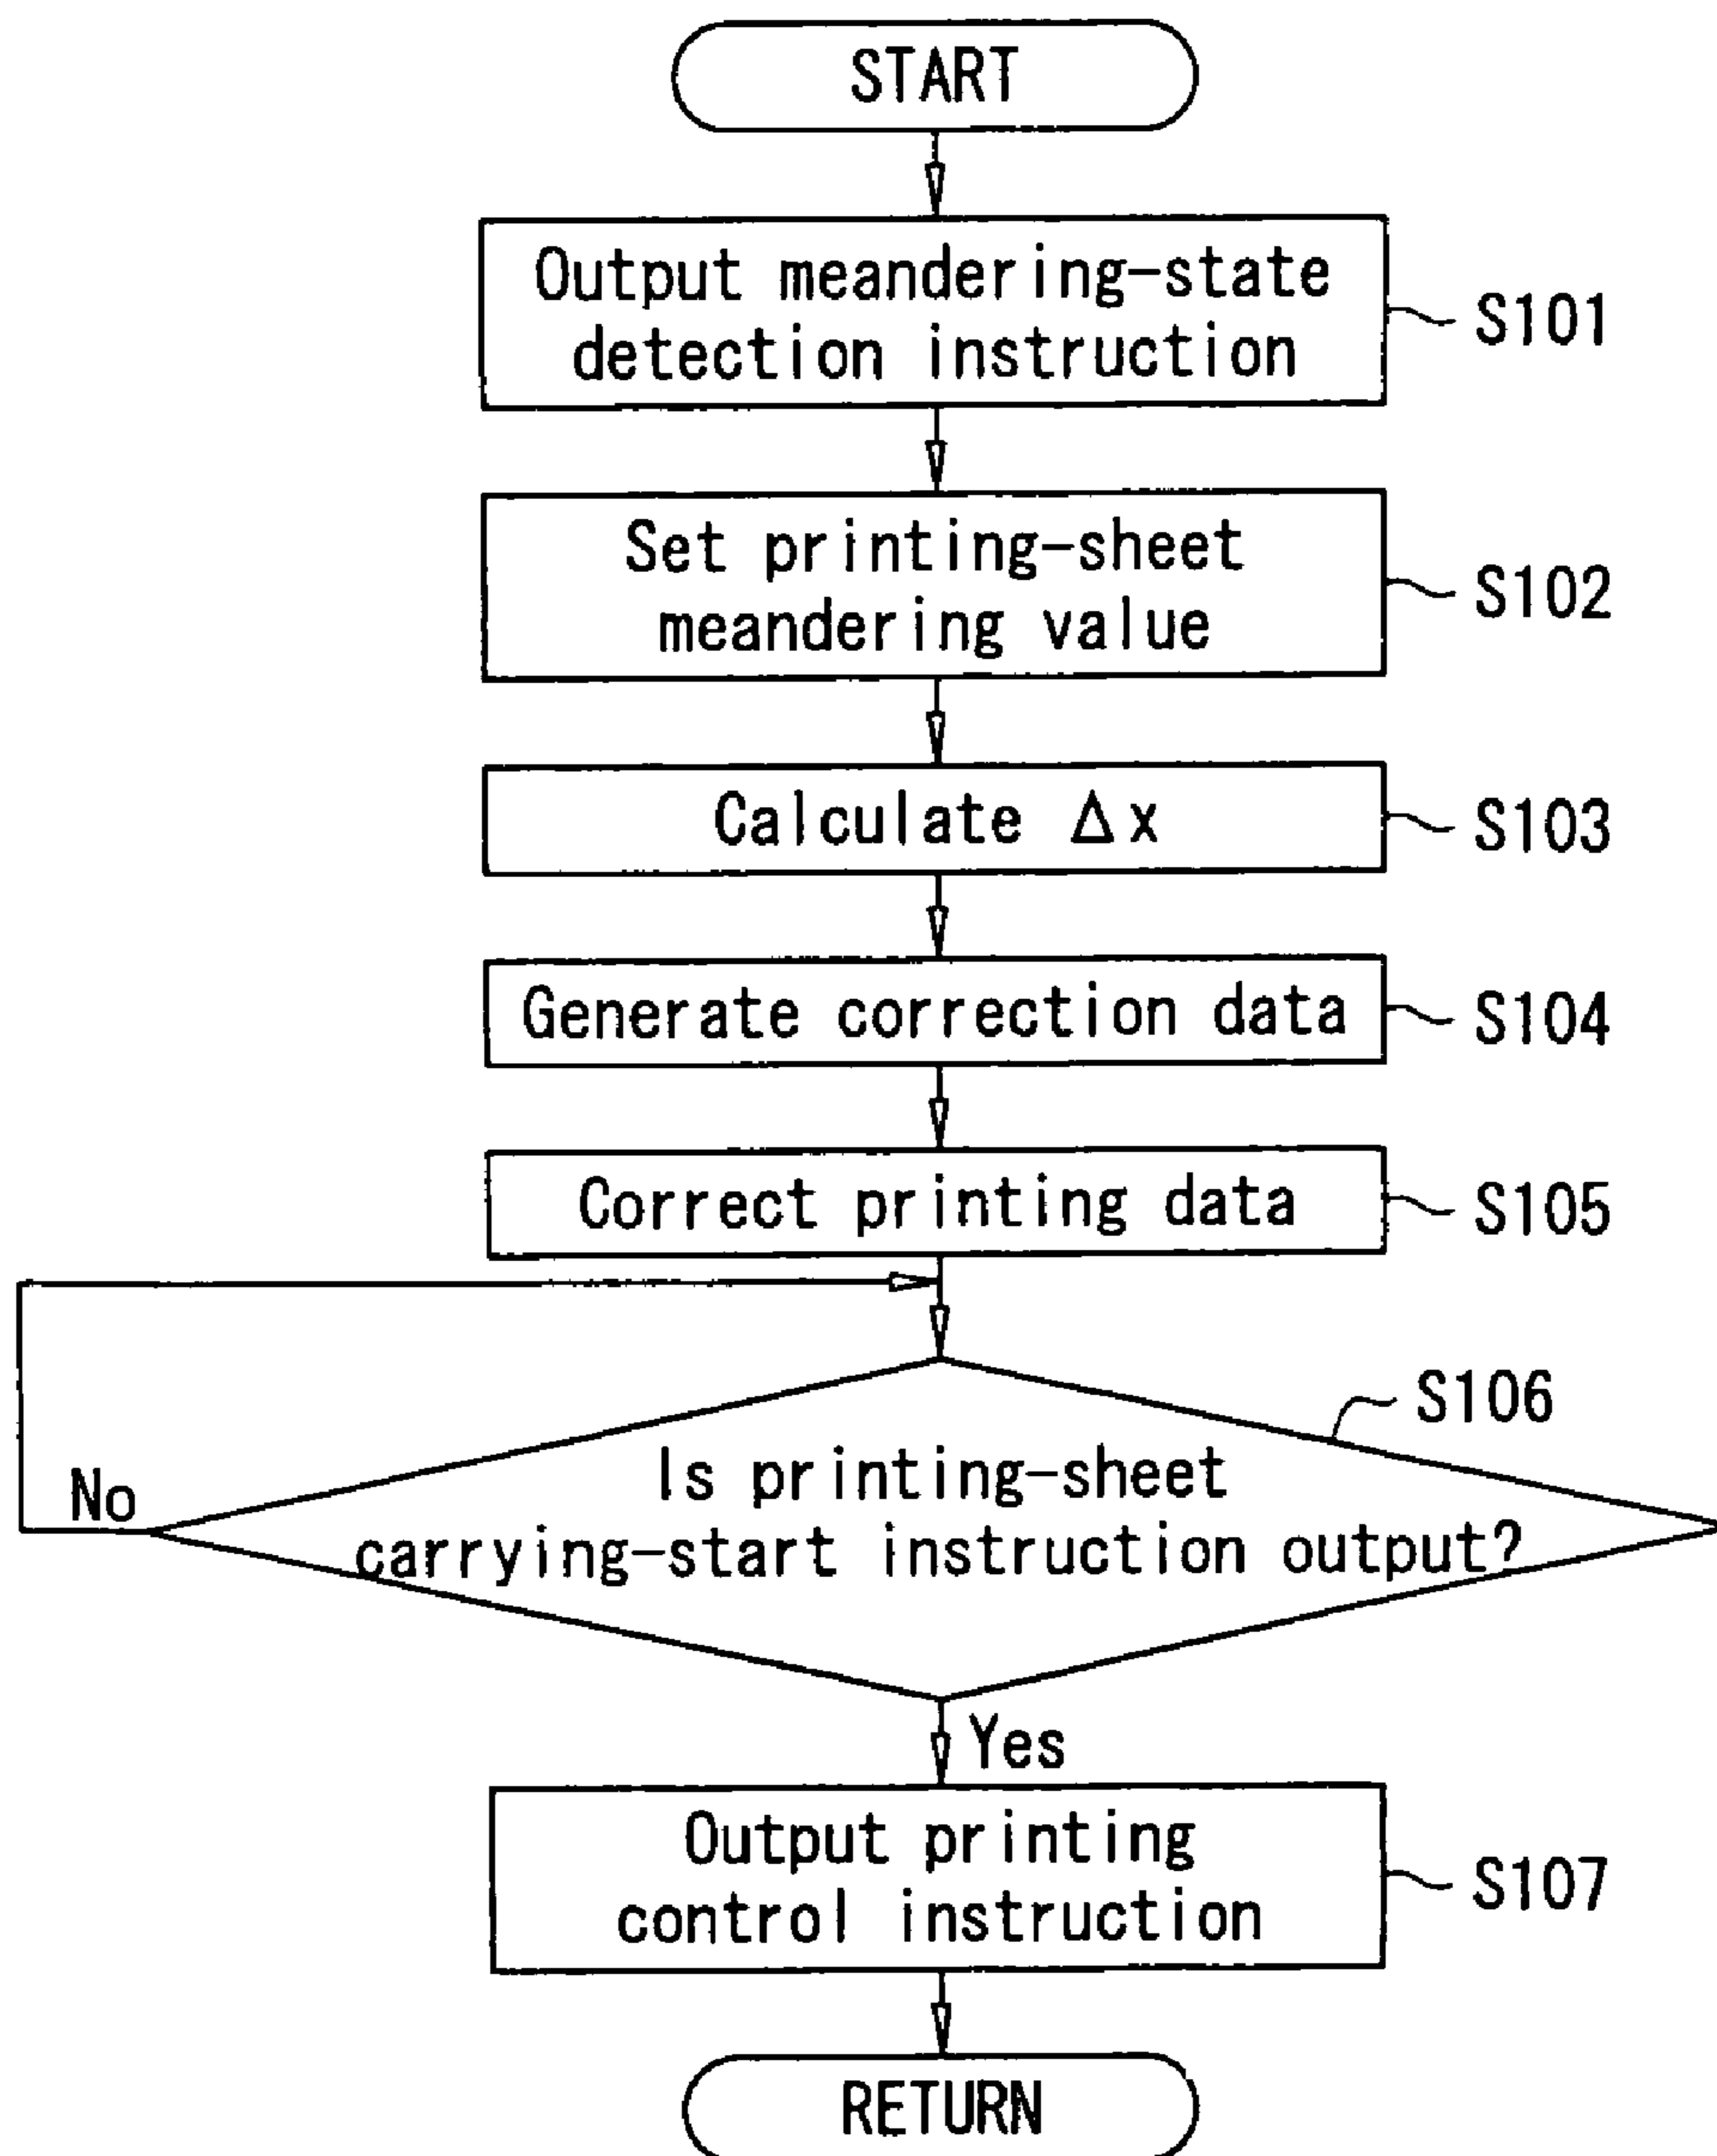 START
Output meandering-state
detection instruction
S101
Set printing-sheet
meandering value
S102
Calculate Δx
S103
Generate correction data
S104
Correct printing data
S105
S106
Is printing-sheet
carrying-start instruction output?
No
Yes
Output printing
control instruction
S107
RETURN